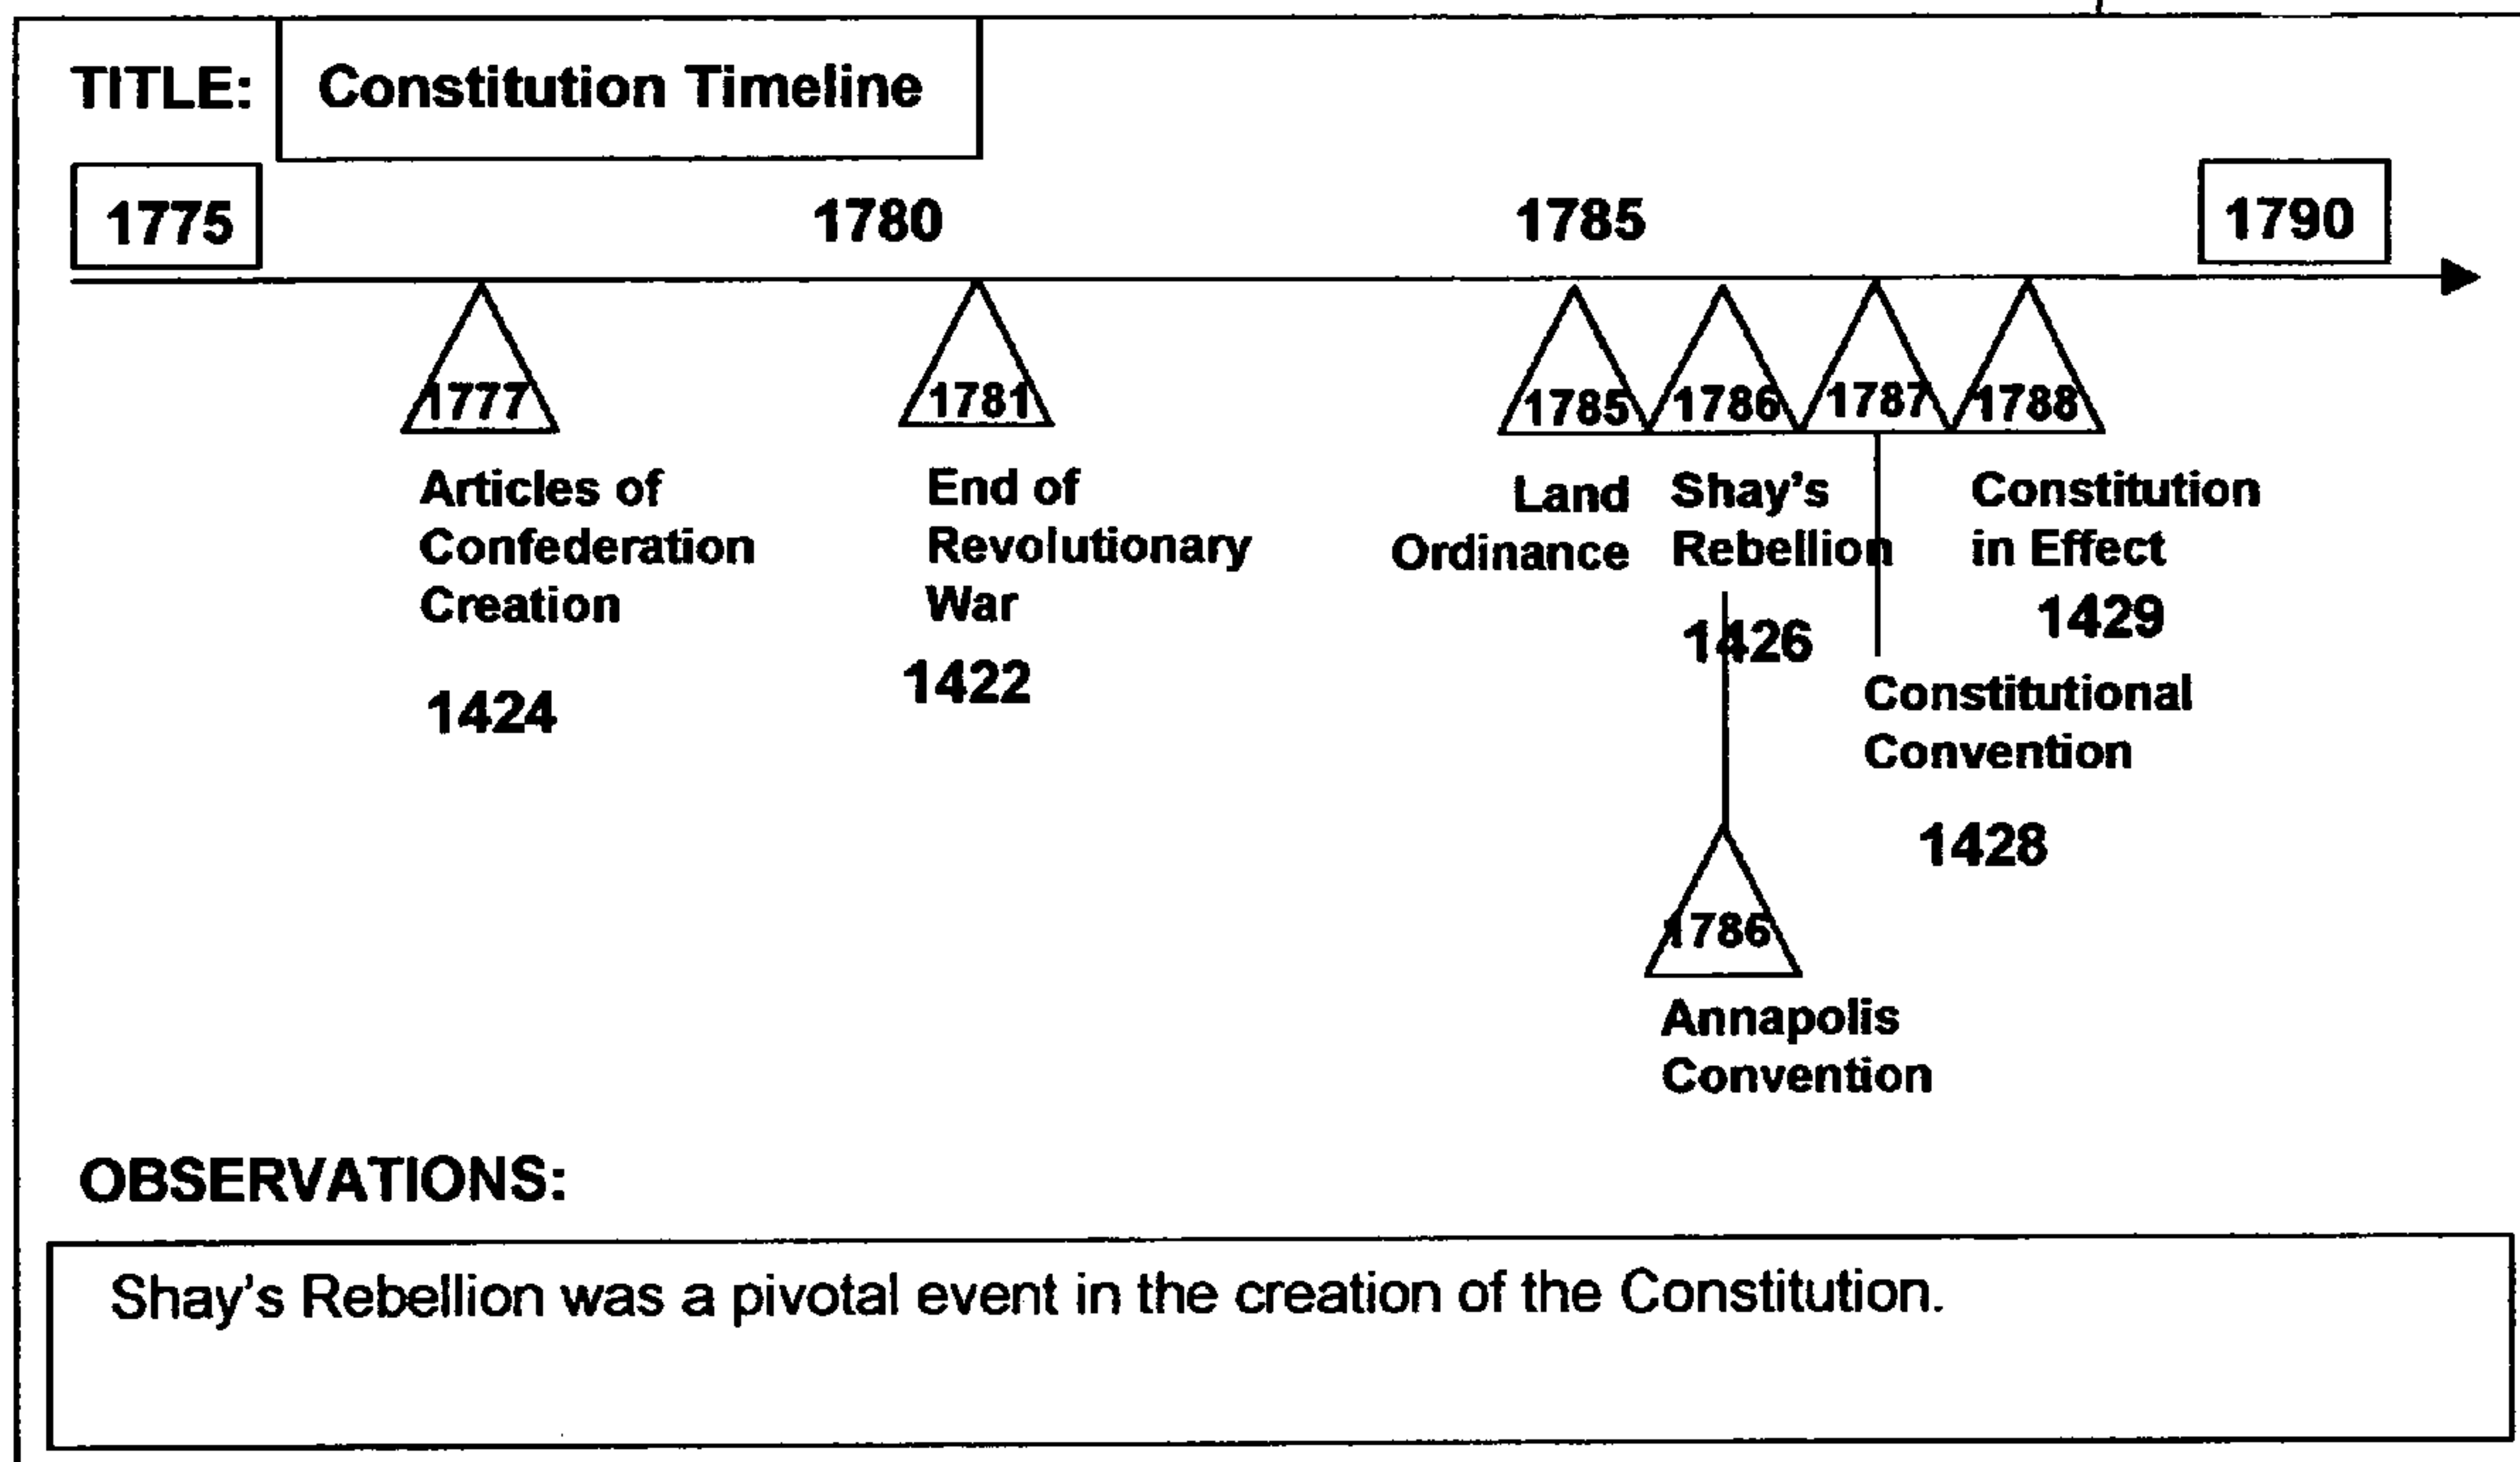 TITLE: Constitution Timeline
1775 1780 1785 1790
1777 1781 1785 1786 1787 1788
Articles of
Confederation
Creation
1424
End of
Revolutionary
War
1422
Land
Ordinance
Shay's
Rebellion
1426
Constitution
in Effect
1429
Constitutional
Convention
1428
1786
Annapolis
Convention
OBSERVATIONS:
Shay's Rebellion was a pivotal event in the creation of the Constitution.